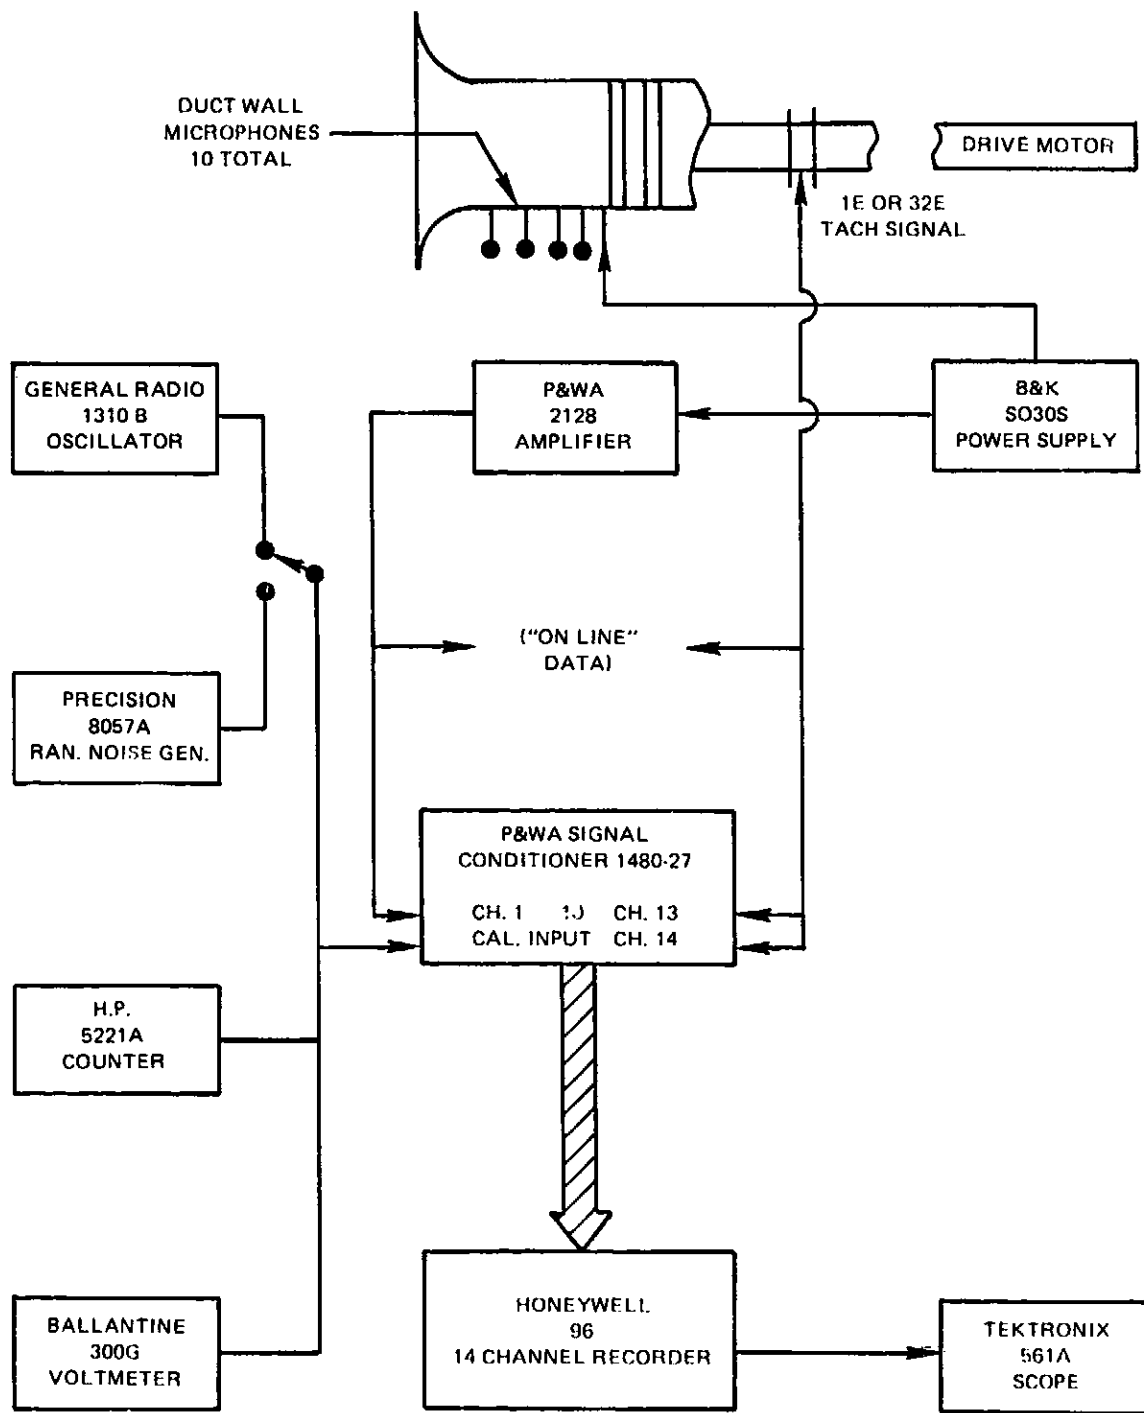 DUCT WALL
MICROPHONES
10 TOTAL
DRIVE MOTOR
1E OR 32E
TACH SIGNAL
GENERAL RADIO
1310 B
OSCILLATOR
P&WA
2128
AMPLIFIER
B&K
SO30S
POWER SUPPLY
("ON LINE"
DATA)
PRECISION
8057A
RAN. NOISE GEN.
P&WA SIGNAL
CONDITIONER 1480-27
CH. 1 10 CH. 13
CAL. INPUT CH. 14
H.P.
5221A
COUNTER
BALLANTINE
300G
VOLTMETER
HONEYWELL
96
14 CHANNEL RECORDER
TEKTRONIX
561A
SCOPE